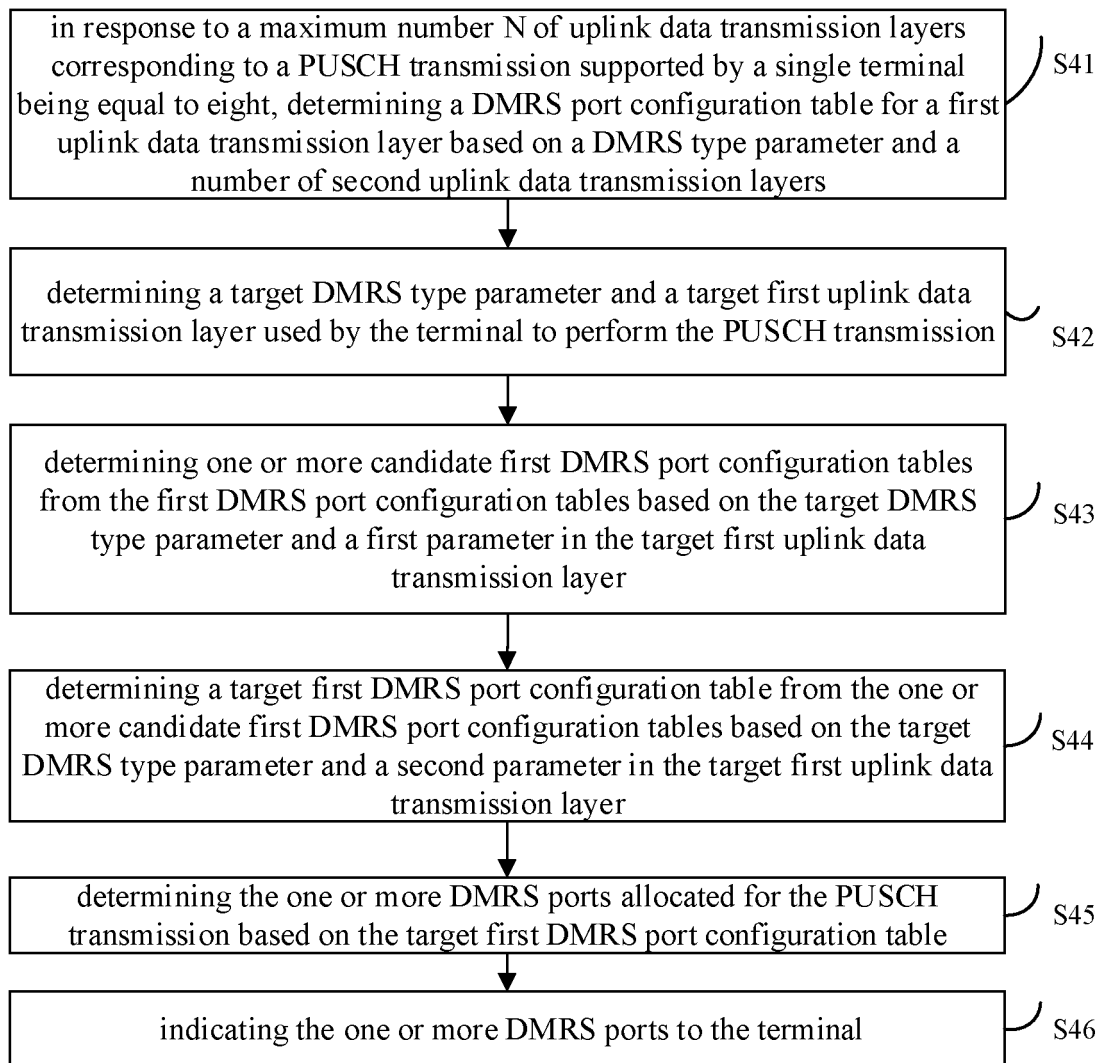 in response to a maximum number N of uplink data transmission layers
corresponding to a PUSCH transmission supported by a single terminal
being equal to eight, determining a DMRS port configuration table for a first
uplink data transmission layer based on a DMRS type parameter and a
number of second uplink data transmission layers
S41
determining a target DMRS type parameter and a target first uplink data
transmission layer used by the terminal to perform the PUSCH transmission
S42
determining one or more candidate first DMRS port configuration tables
from the first DMRS port configuration tables based on the target DMRS
type parameter and a first parameter in the target first uplink data
transmission layer
S43
determining a target first DMRS port configuration table from the one or
more candidate first DMRS port configuration tables based on the target
DMRS type parameter and a second parameter in the target first uplink data
transmission layer
S44
determining the one or more DMRS ports allocated for the PUSCH
transmission based on the target first DMRS port configuration table
S45
indicating the one or more DMRS ports to the terminal
S46